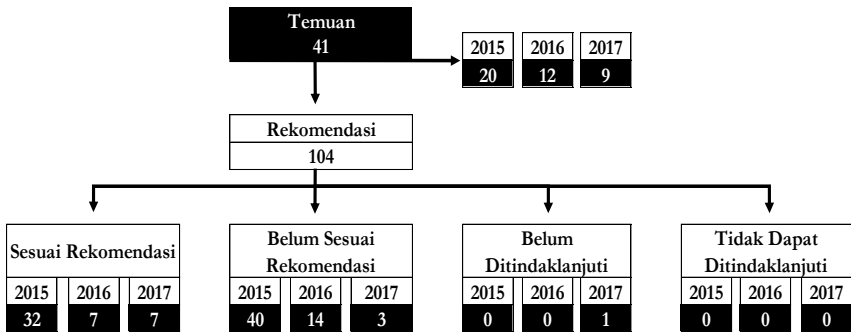 Temuan
41
2015 2016 2017
20 12 9
Rekomendasi
104
Sesuai Rekomendasi
2015 2016 2017
32 7 7
Belum Sesuai
Rekomendasi
2015 2016 2017
40 14 3
Belum
Ditindaklanjuti
2015 2016 2017
0 0 1
Tidak Dapat
Ditindaklanjuti
2015 2016 2017
0 0 0